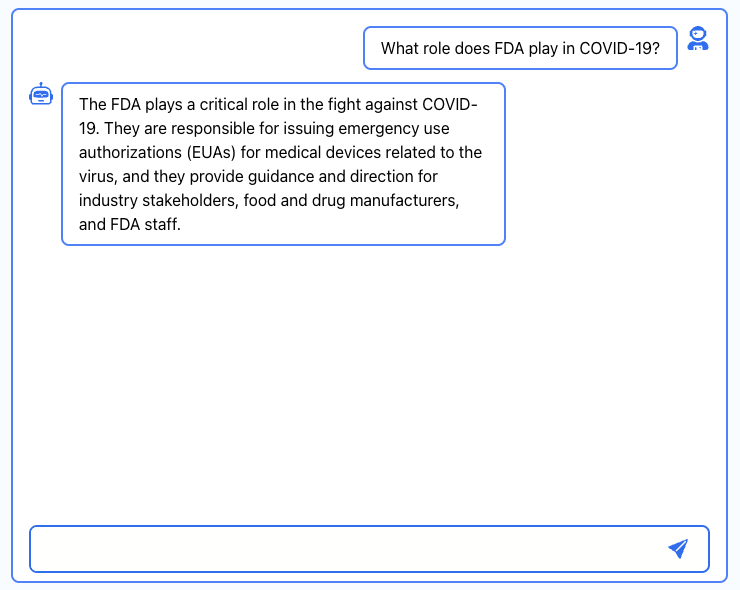 What role does FDA play in COVID-19?
The FDA plays a critical role in the fight against COVID-
19. They are responsible for issuing emergency use
authorizations (EUAs) for medical devices related to the
virus, and they provide guidance and direction for
industry stakeholders, food and drug manufacturers,
and FDA staff.